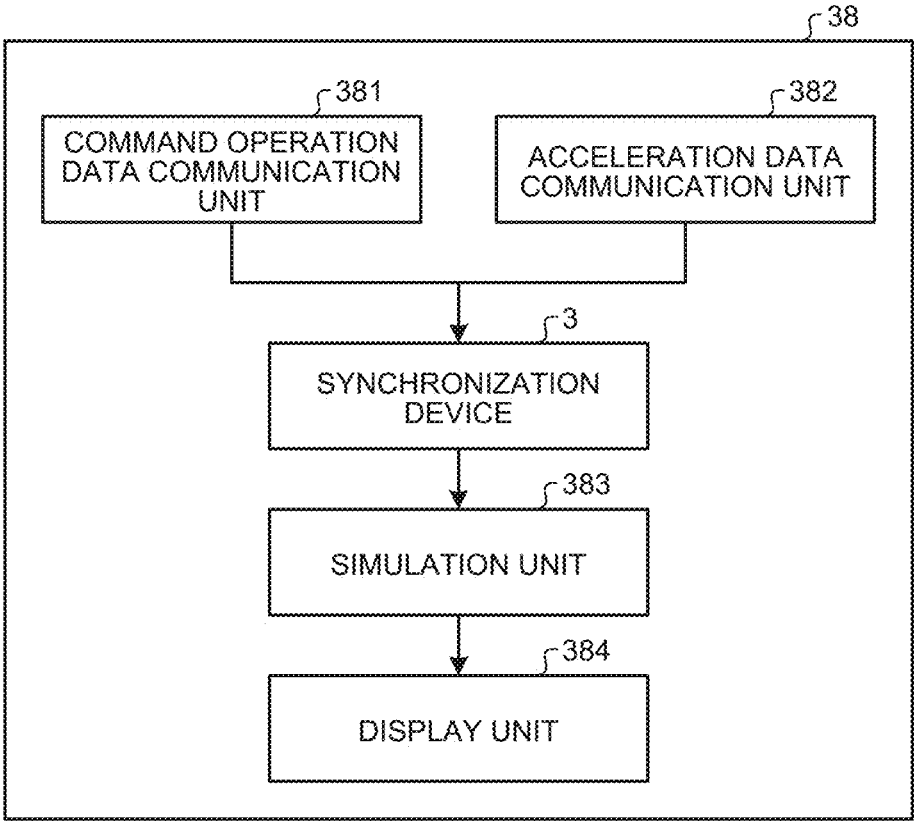 38
381
382
COMMAND OPERATION
DATA COMMUNICATION
UNIT
ACCELERATION DATA
COMMUNICATION UNIT
3
SYNCHRONIZATION
DEVICE
383
SIMULATION UNIT
384
DISPLAY UNIT